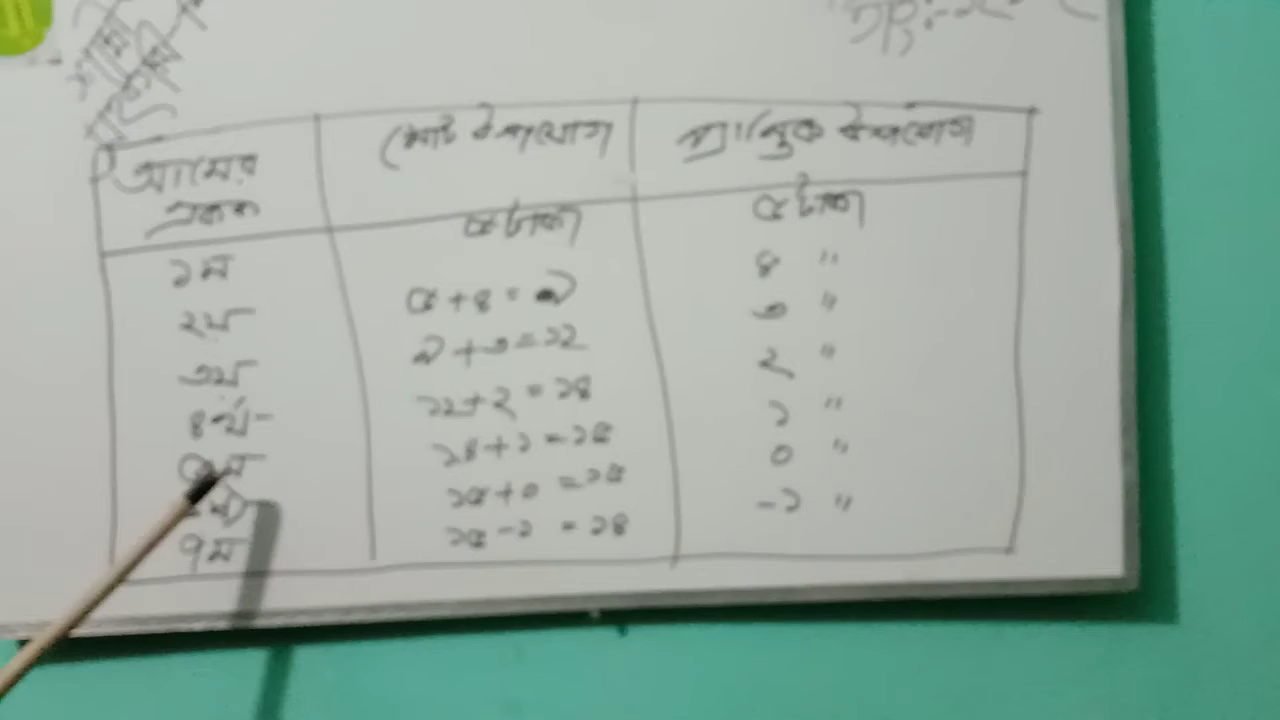 আমের একক মোট উপযোগ প্রান্তিক উপযোগ
১ম ৫টাকা ৫টাকা
২য় ৫+৪=৯ ৪ "
৩য় ৯+৩=১২ ৩ "
৪র্থ ১২+২=১৪ ২ "
৫ম ১৪+১=১৫ ১ "
১৫+০=১৫ ০ "
৭ম ১৫-১=১৪ -১ "